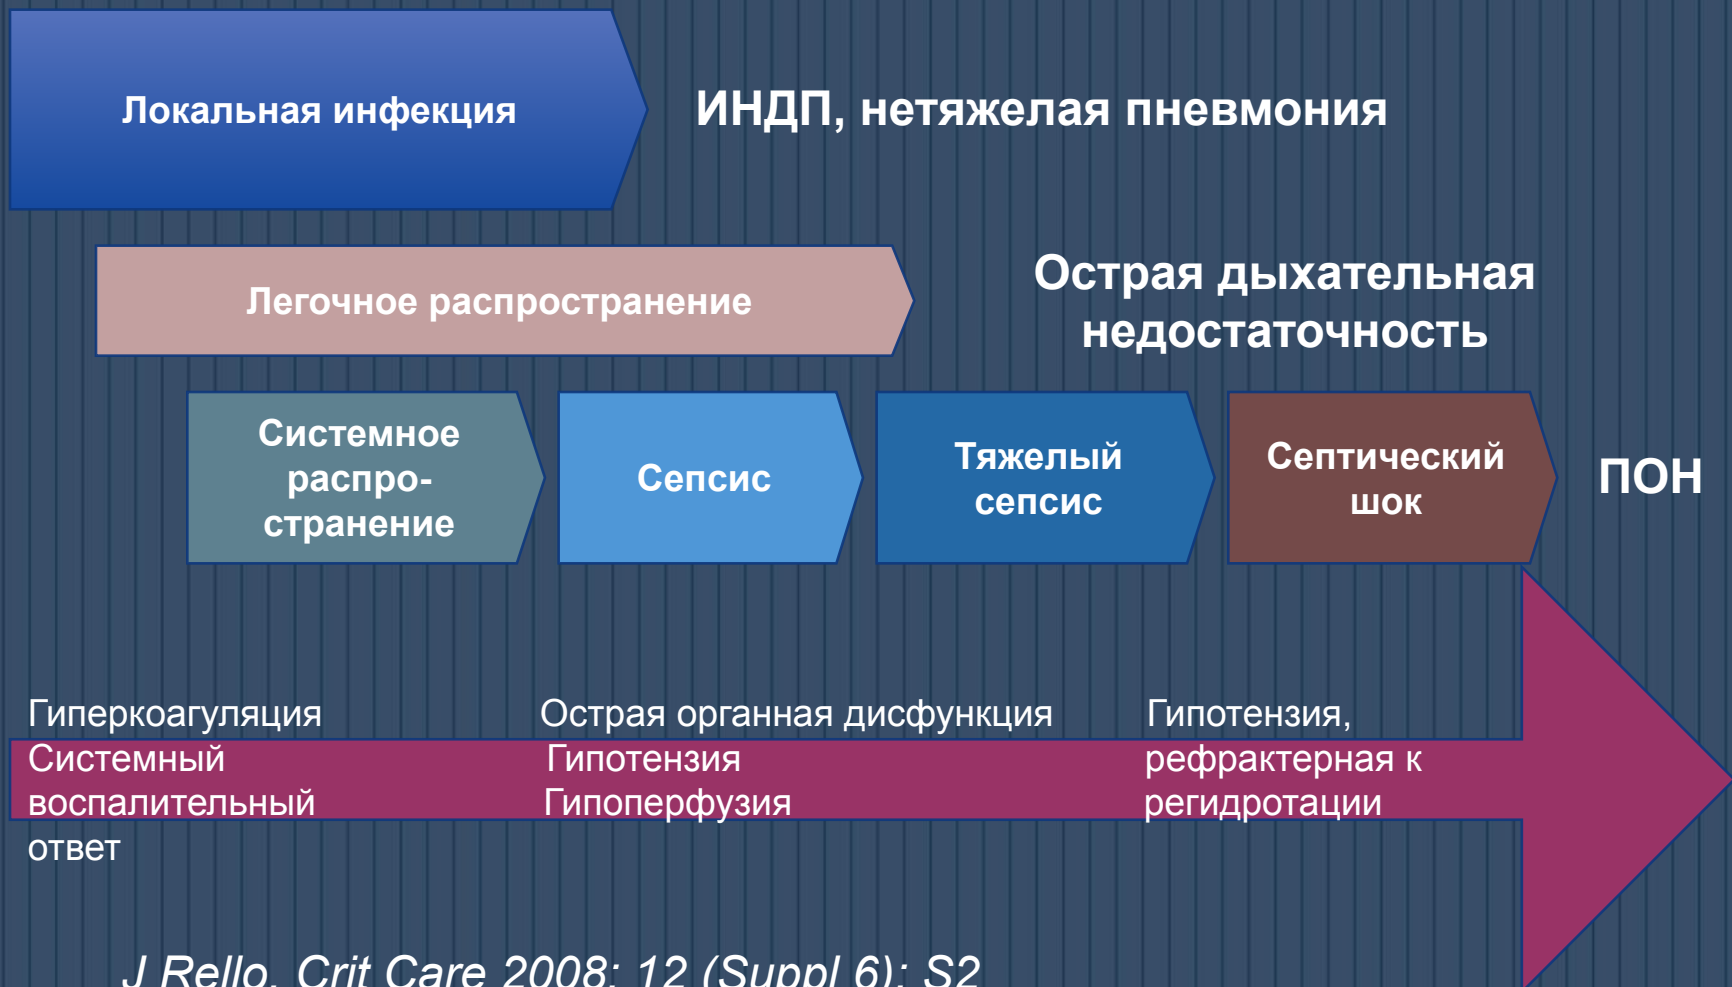 Локальная инфекция
ИНДП, нетяжелая пневмония
Легочное распространение
Острая дыхательная
недостаточность
Системное
распро-
странение
Сепсис
Тяжелый
сепсис
Септический
шок
ПОН
Гиперкоагуляция
Системный
воспалительный
ответ
Острая органная дисфункция
Гипотензия
Гипоперфузия
Гипотензия,
рефрактерная к
регидротации
J Rello. Crit Care 2008; 12 (Suppl 6): S2